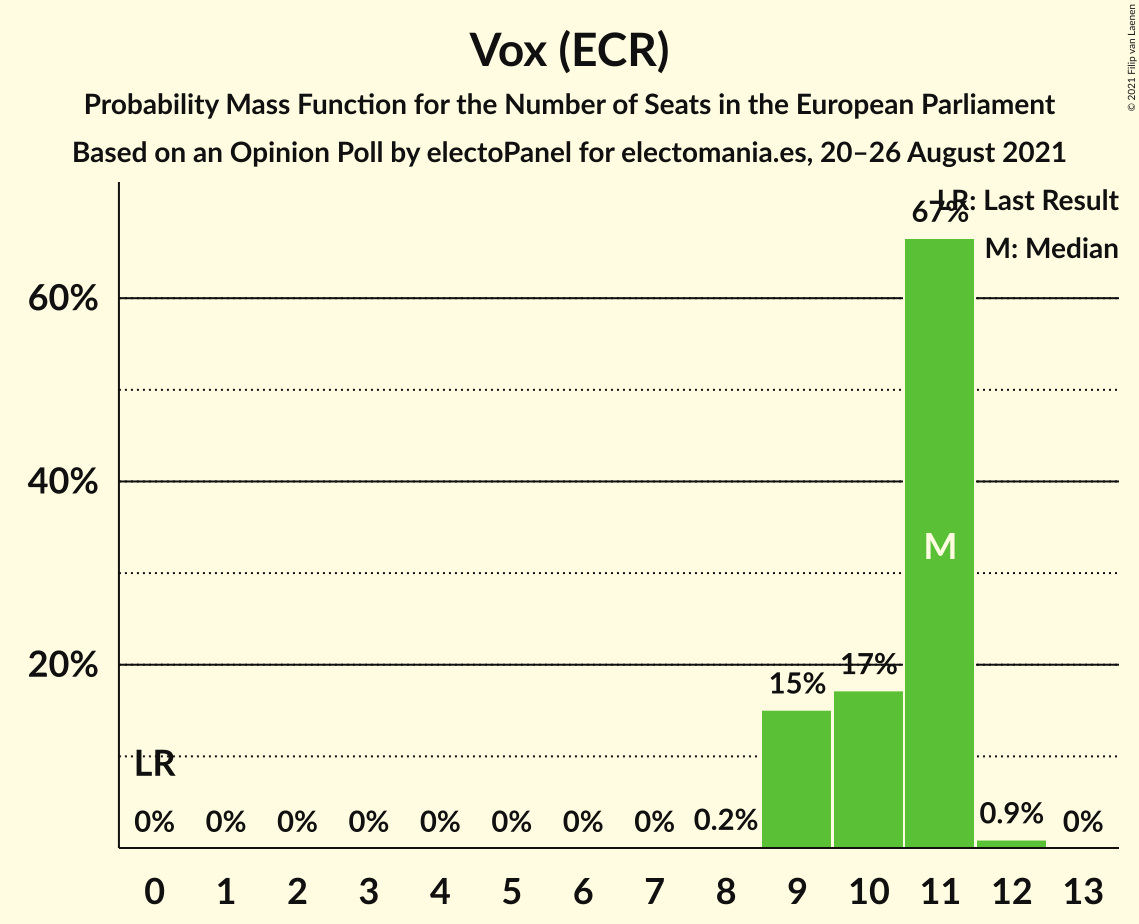 Vox (ECR)
Probability Mass Function for the Number of Seats in the European Parliament
Based on an Opinion Poll by electoPanel for electomania.es, 20–26 August 2021
© 2021 Filip van Laenen
LR: Last Result
M: Median
67%
60%
40%
20%
M
17%
15%
LR
0% 0% 0% 0% 0% 0% 0% 0% 0.2% 0.9% 0%
0 1 2 3 4 5 6 7 8 9 10 11 12 13